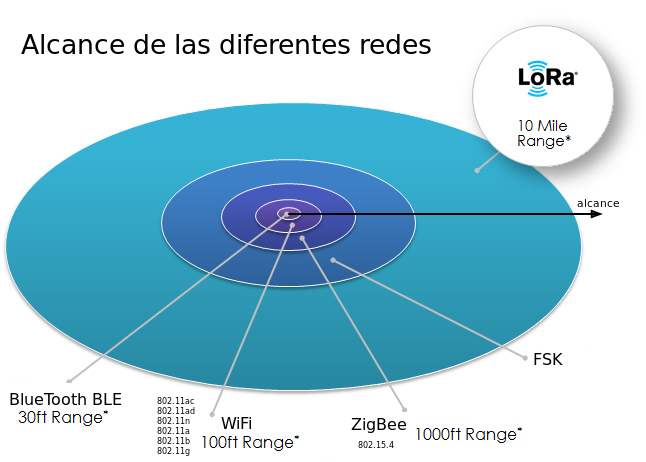 Alcance de las diferentes redes
LoRa
10 Mile
Range*
alcance
FSK
BlueTooth BLE
30ft Range*
802.11ac
802.11ad
802.11n
802.11a
802.11b
802.11g
WiFi
100ft Range*
ZigBee
802.15.4
1000ft Range*